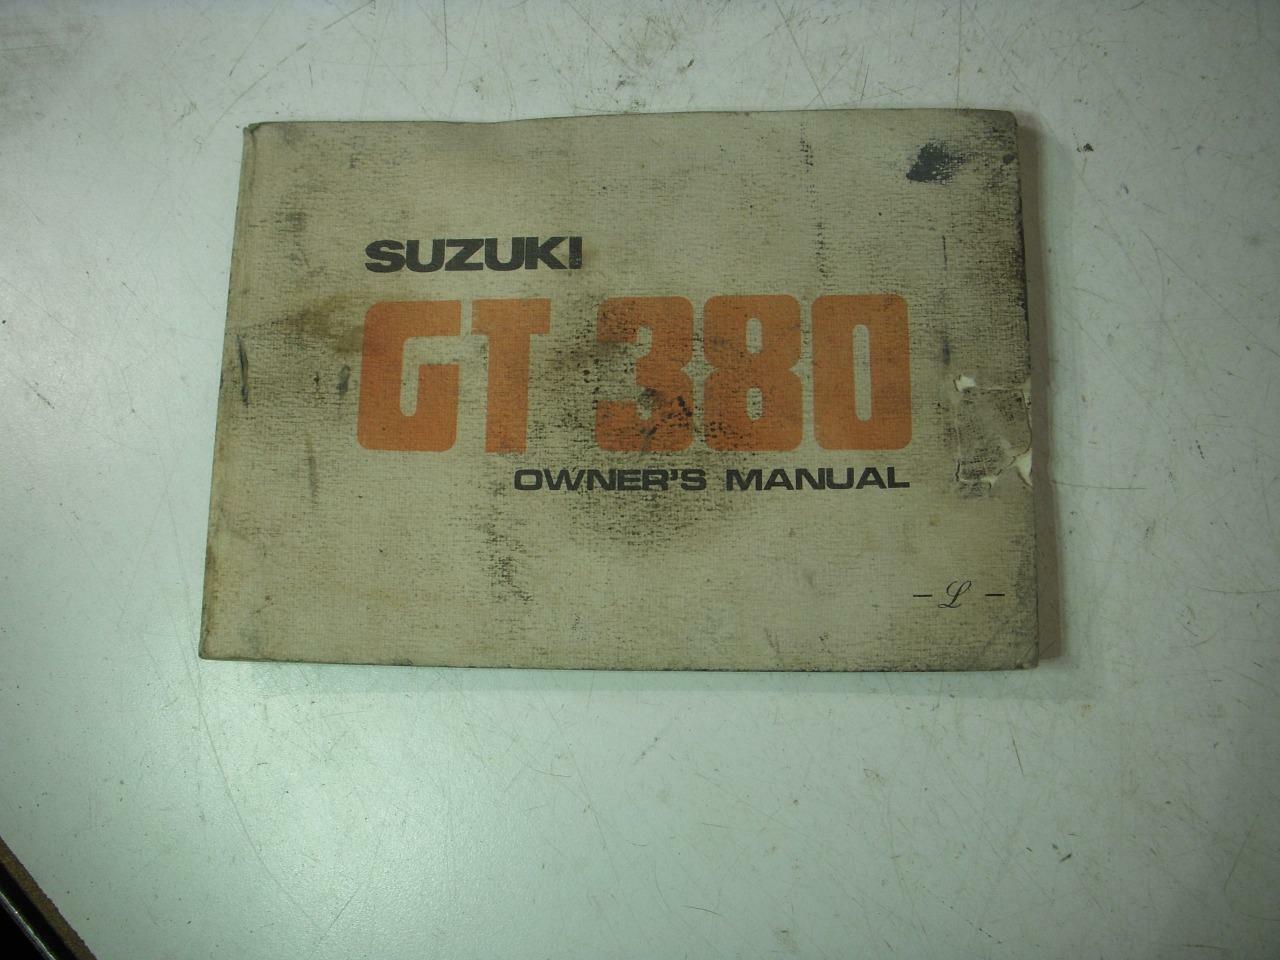 SUZUKI
GT 380
OWNER'S MANUAL
- L -